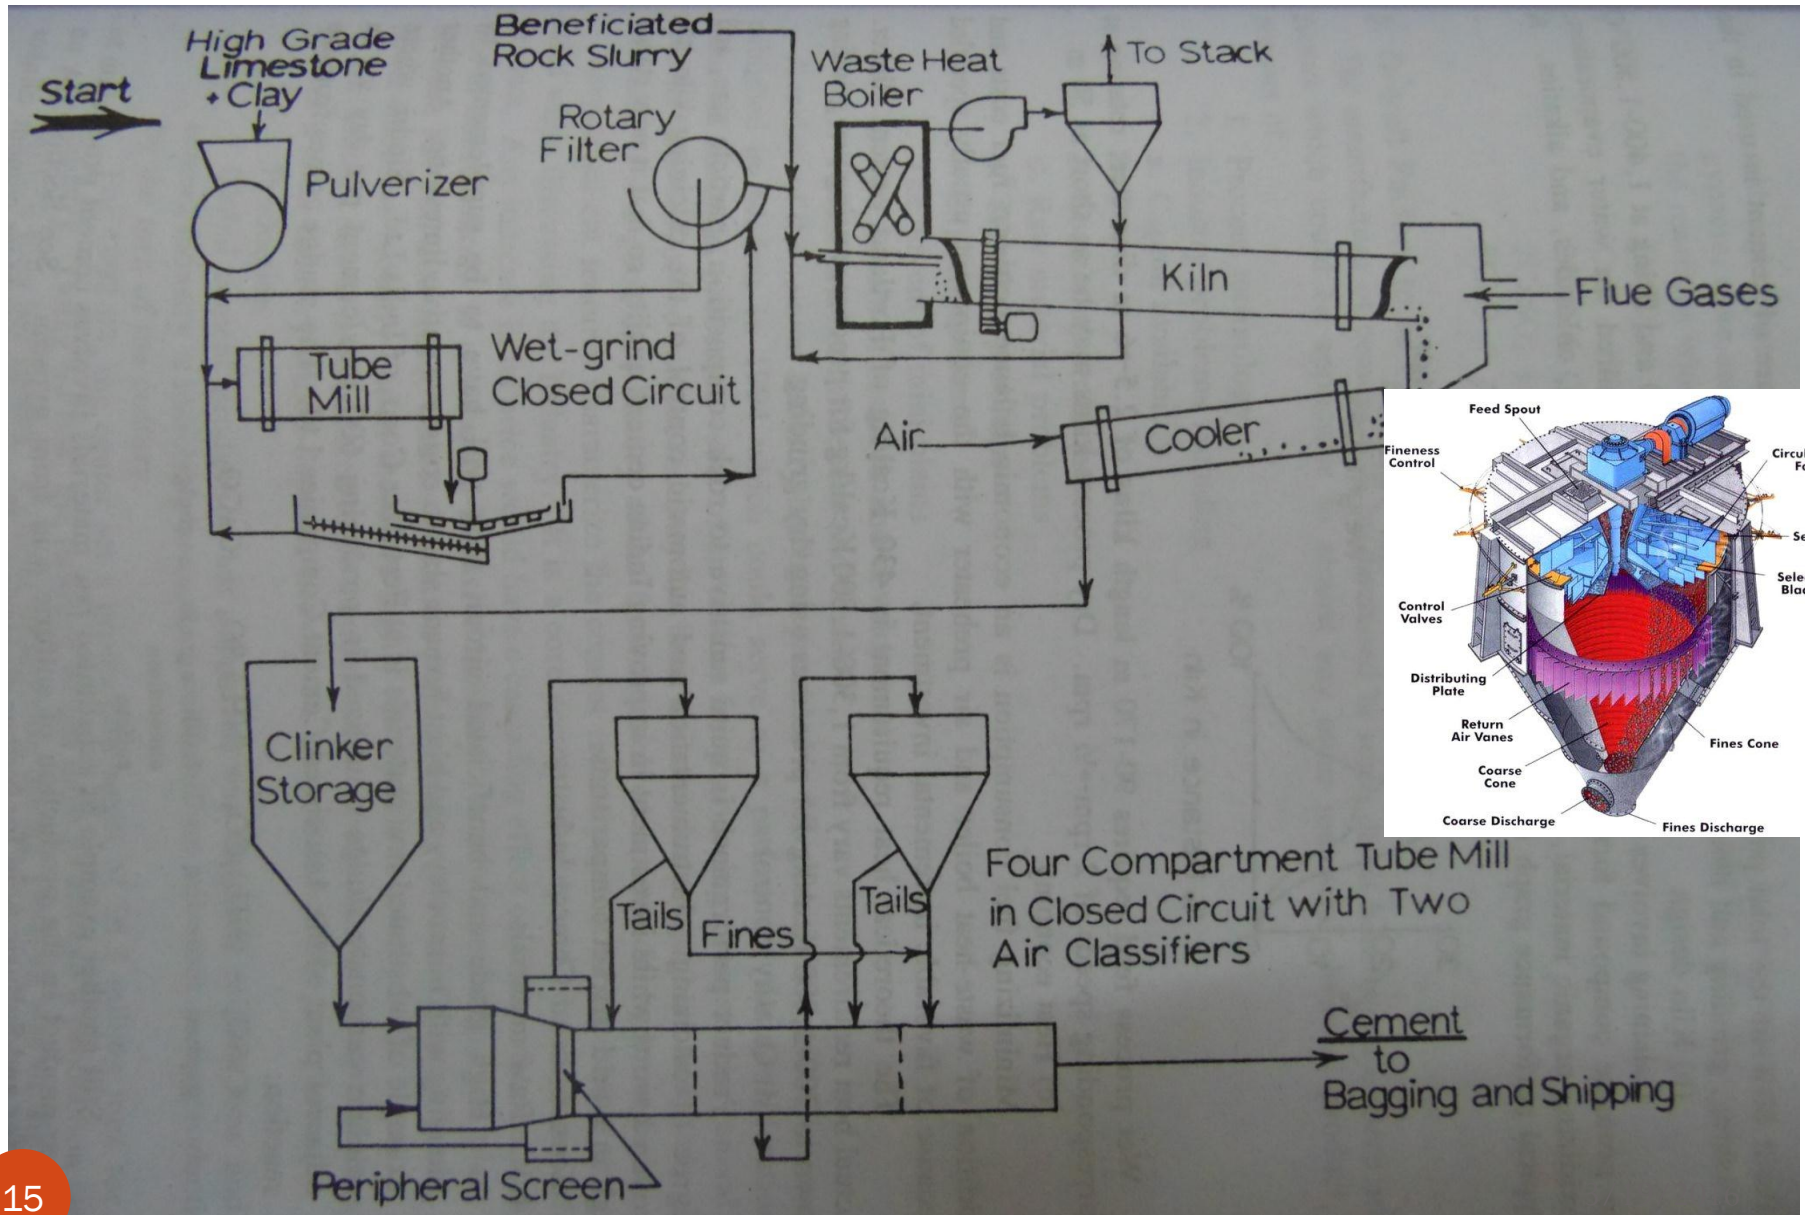 Start
High Grade
Limestone
+ Clay
Pulverizer
Beneficiated
Rock Slurry
Rotary
Filter
Waste Heat
Boiler
To Stack
Kiln
Flue Gases
Tube
Mill
Wet-grind
Closed Circuit
Air
Cooler
Feed Spout
Fineness
Control
Control
Valves
Distributing
Plate
Return
Air Vanes
Coarse
Cone
Coarse Discharge
Fines Cone
Fines Discharge
Clinker
Storage
Tails
Fines
Tails
Four Compartment Tube Mill
in Closed Circuit with Two
Air Classifiers
Cement
to
Bagging and Shipping
Peripheral Screen
15